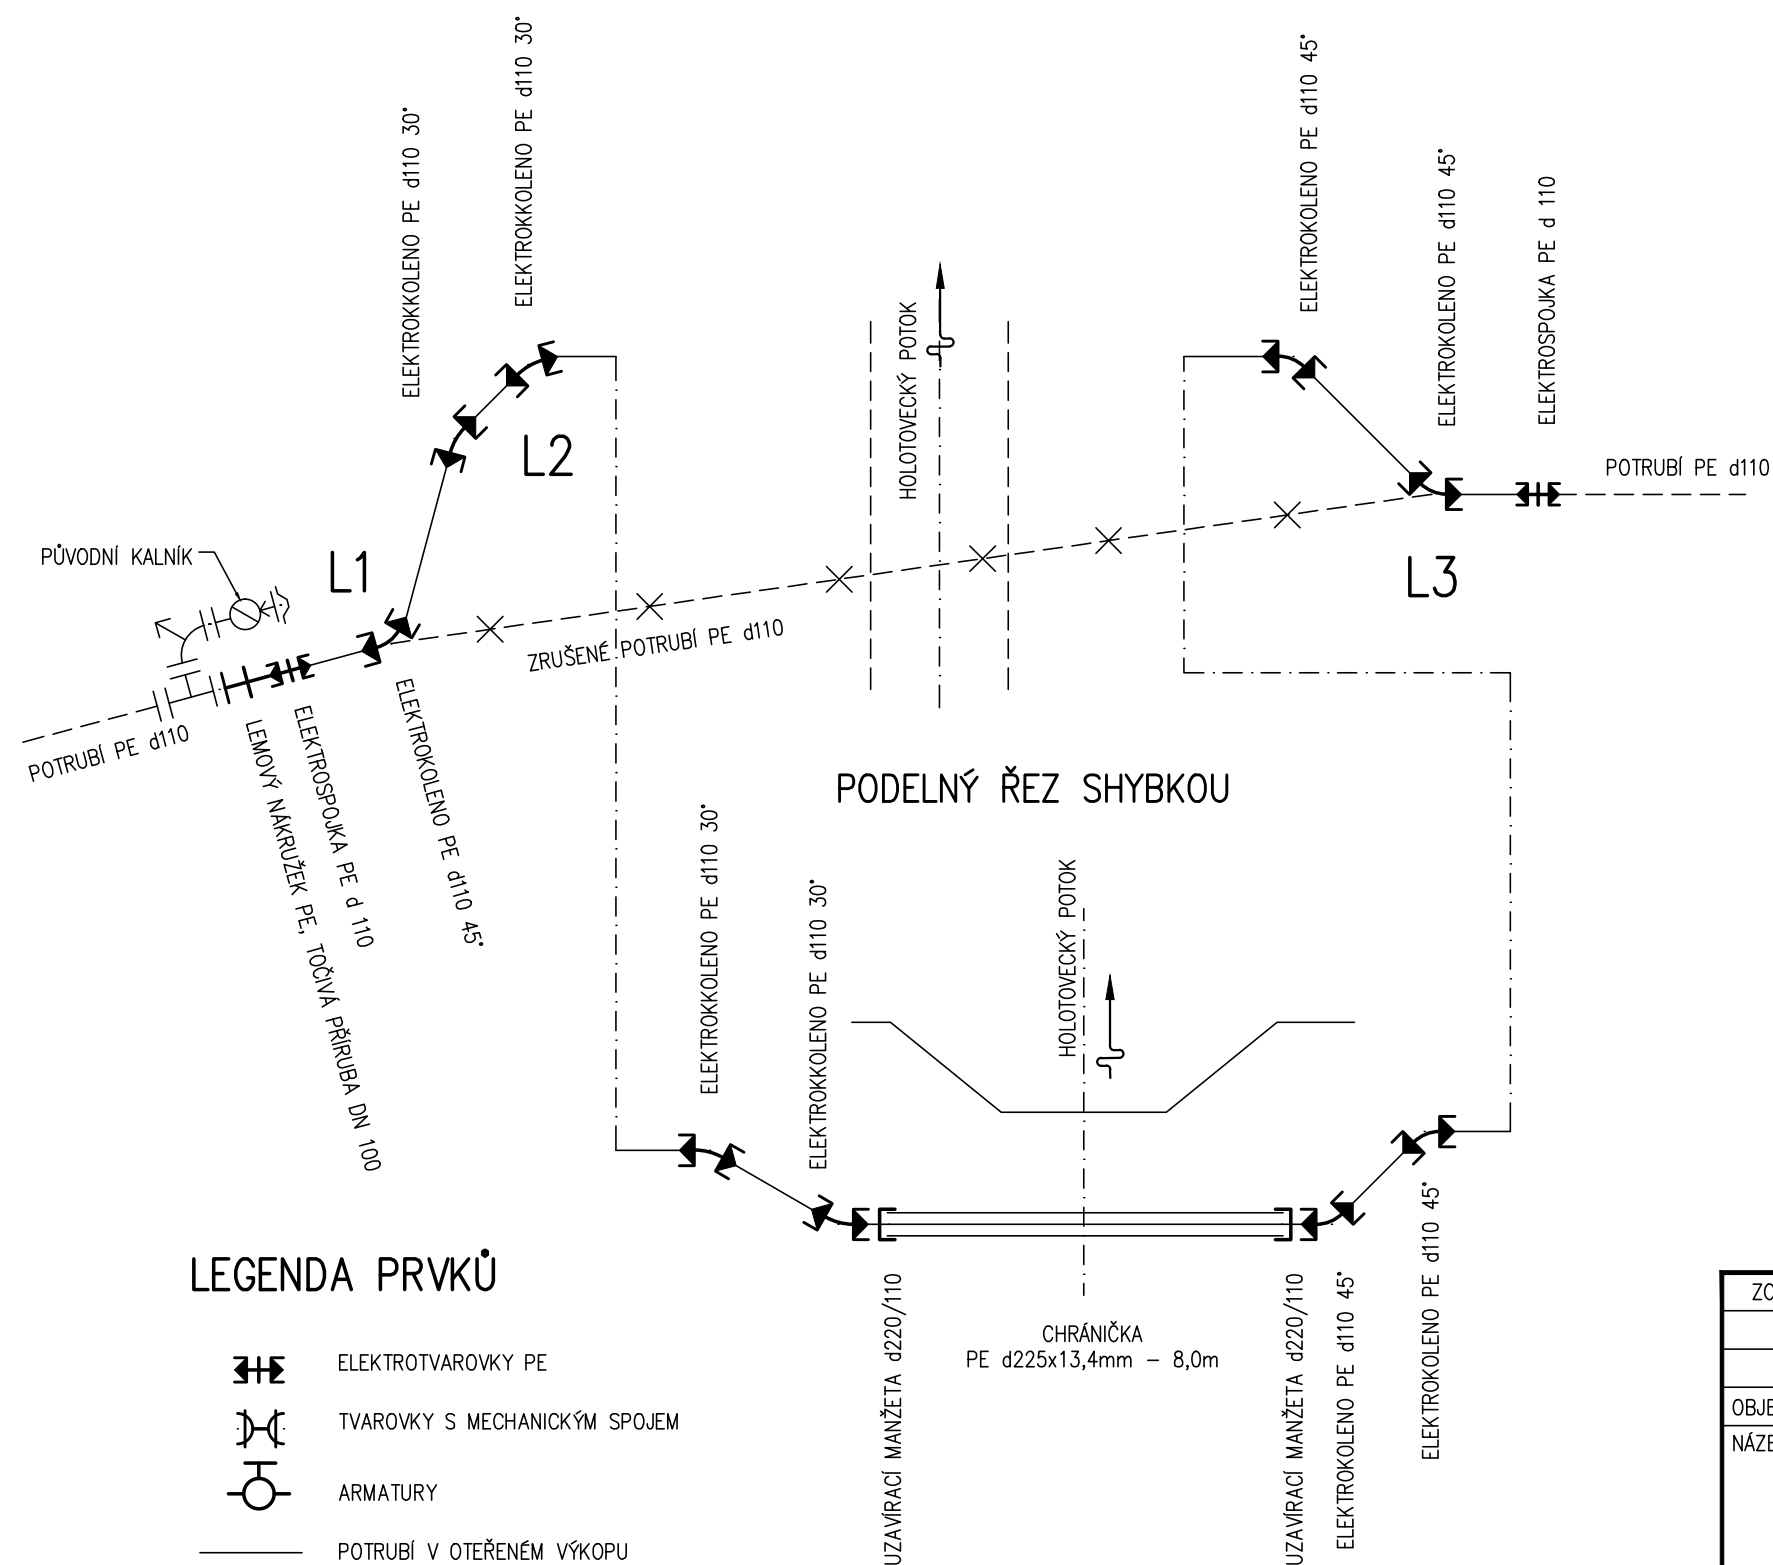 ELEKTROKKOLENO PE d110 30°
ELEKTROKKOLENO PE d110 30°
ELEKTROKOLENO PE d110 45°
ELEKTROKOLENO PE d110 45°
ELEKTROSPOJKA PE d 110
HOLOTOVECKÝ POTOK
L2
POTRUBÍ PE d110
PŮVODNÍ KALNÍK
L1
L3
ZRUŠENÉ POTRUBÍ PE d110
POTRUBÍ PE d110
LEMOVÝ NÁKRUŽEK PE, TOČIVÁ PŘÍRUBA DN 100
ELEKTROSPOJKA PE d 110
ELEKTROKOLENO PE d110 45°
PODELNÝ ŘEZ SHYBKOU
ELEKTROKKOLENO PE d110 30°
ELEKTROKKOLENO PE d110 30°
HOLOTOVECKÝ POTOK
UZAVÍRACÍ MANŽETA d220/110
CHRÁNIČKA
PE d225x13,4mm – 8,0m
UZAVÍRACÍ MANŽETA d220/110
ELEKTROKOLENO PE d110 45°
ELEKTROKOLENO PE d110 45°
LEGENDA PRVKŮ
ELEKTROTVAROVKY PE
TVAROVKY S MECHANICKÝM SPOJEM
ARMATURY
POTRUBÍ V OTEŘENÉM VÝKOPU
ZO
OBJE
NÁZE